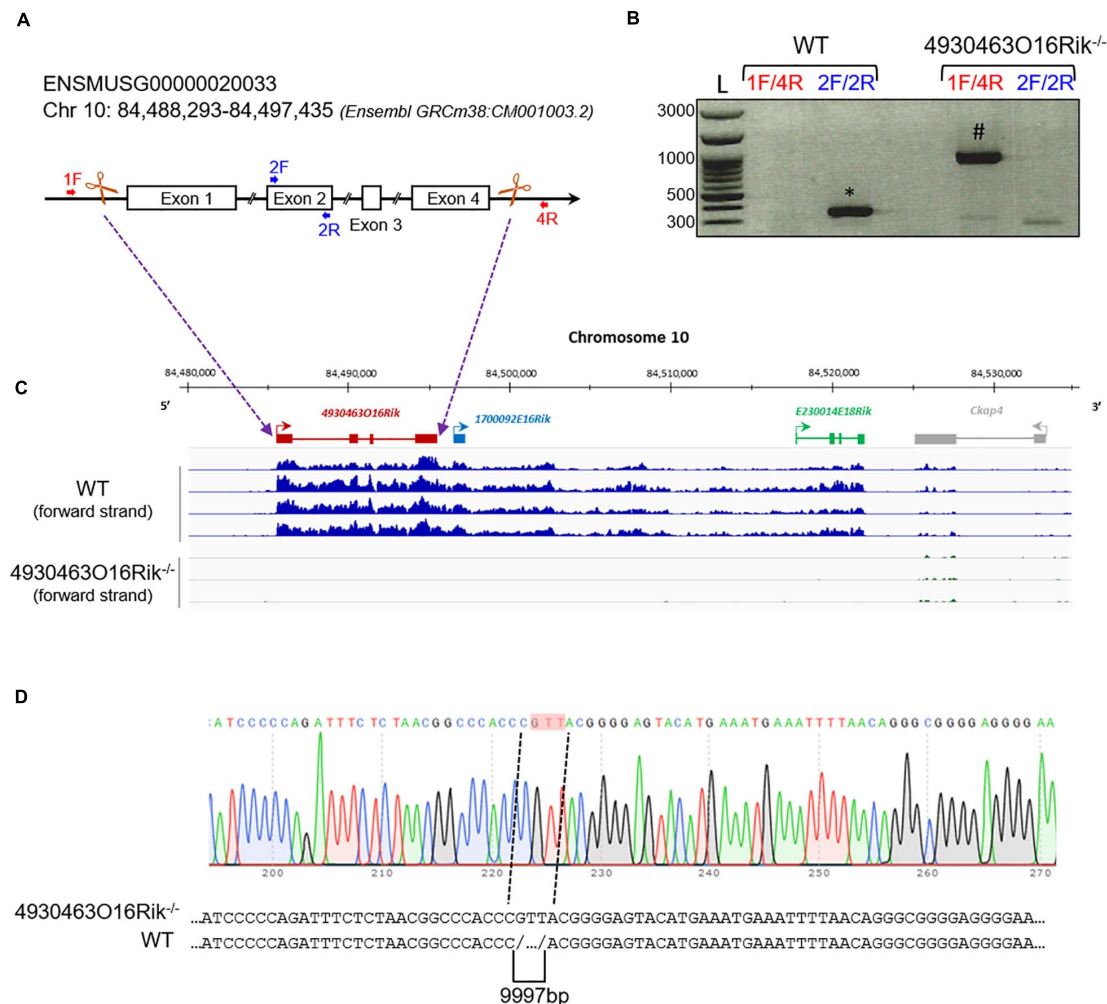 A
ENSMUSG00000020033
Chr 10: 84,488,293-84,497,435 (Ensembl GRCm38:CM001003.2)
1F
2F
Exon 1
Exon 2
Exon 4
2R
Exon 3
4R
B
WT
4930463O16Rik-/-
L
1F/4R
2F/2R
1F/4R
2F/2R
3000
1000
500
300
#
*
Chromosome 10
C
84,480,000
84,490,000
84,500,000
84,510,000
84,520,000
84,530,000
5’
3’
4930463O16Rik
1700092E16Rik
E230014E18Rik
Ckap4
WT
(forward strand)
4930463O16Rik-/-
(forward strand)
D
ATCCCCCAGATTTCTCTAACGGCCCACCCGTTACGGGGAGTACATGAAATGAAATTTTAACAGGGCGGGGAGGGGAA
200
210
220
230
240
250
260
270
4930463O16Rik-/-
...ATCCCCCAGATTTCTCTAACGGCCCACCCGTTACGGGGAGTACATGAAATGAAATTTTAACAGGGCGGGGAGGGGAA...
WT
...ATCCCCCAGATTTCTCTAACGGCCCACCC/.../ACGGGGAGTACATGAAATGAAATTTTAACAGGGCGGGGAGGGGAA...
9997bp